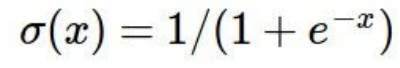 σ(x) = 1/(1 + e⁻ˣ)